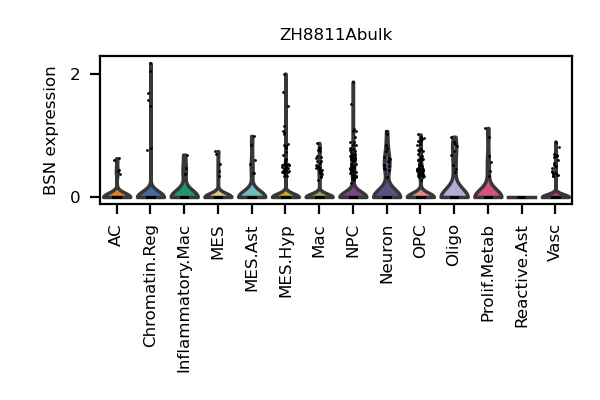 ZH8811Abulk
BSN expression
2
0
AC
Chromatin.Reg
Inflammatory.Mac
MES
MES.Ast
MES.Hyp
Mac
NPC
Neuron
OPC
Oligo
Prolif.Metab
Reactive.Ast
Vasc